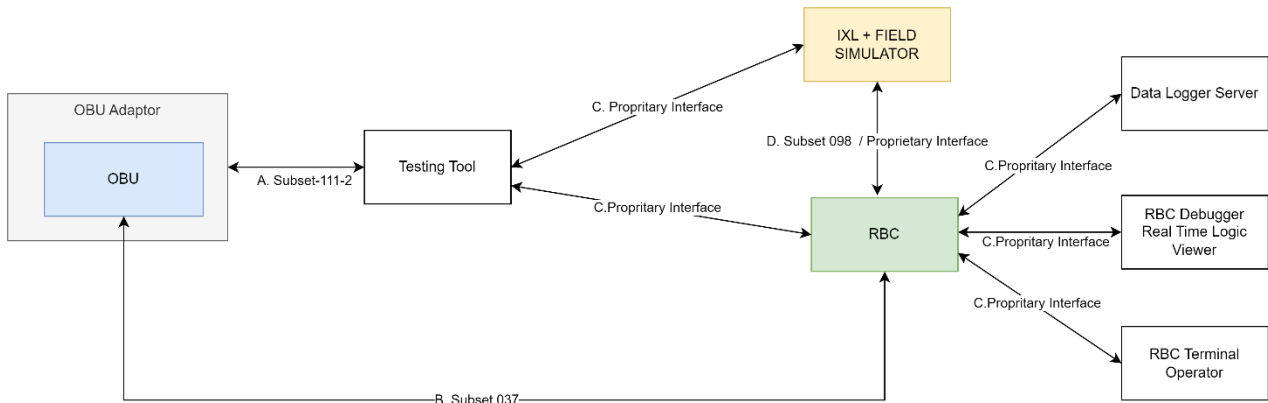 IXL + FIELD
SIMULATOR
OBU Adaptor
OBU
A. Subset-111-2
Testing Tool
C. Propritary Interface
C.Propritary Interface
D. Subset 098 / Proprietary Interface
RBC
C.Propritary Interface
Data Logger Server
C.Propritary Interface
RBC Debugger
Real Time Logic
Viewer
C.Propritary Interface
RBC Terminal
Operator
B. Subset 037